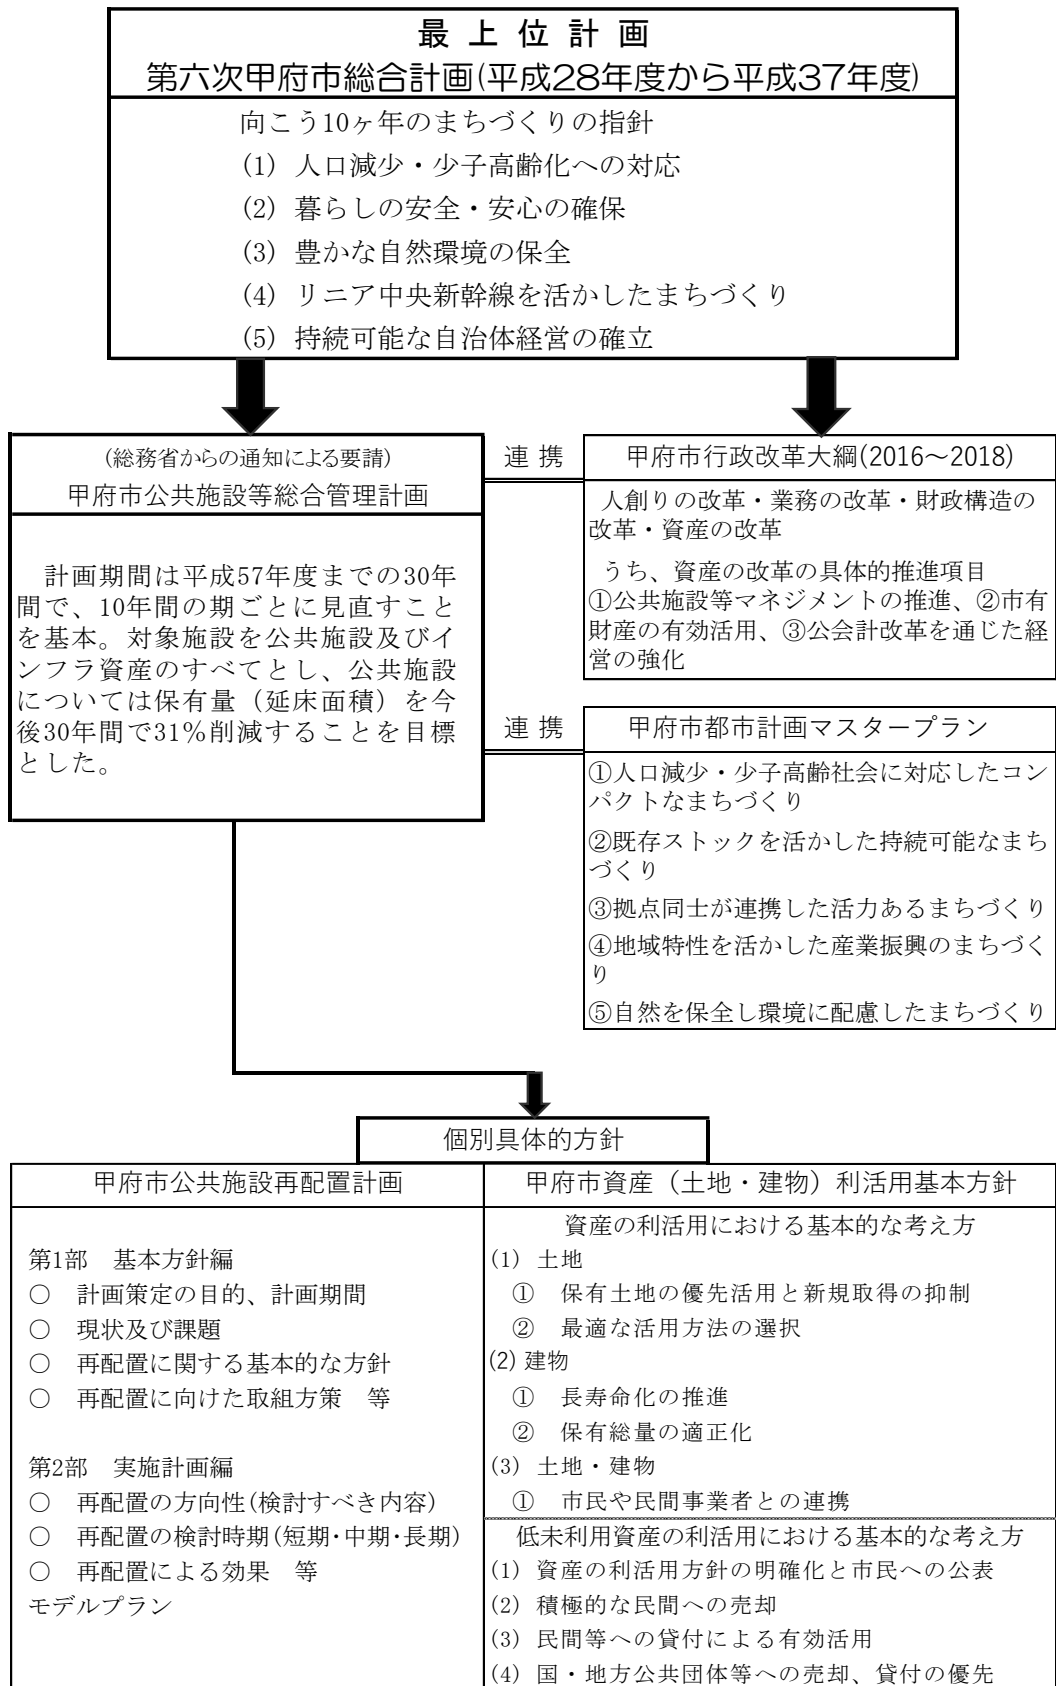 最上位計画
第六次甲府市総合計画(平成28年度から平成37年度)
向こう10ヶ年のまちづくりの指針
(1) 人口減少・少子高齢化への対応
(2) 暮らしの安全・安心の確保
(3) 豊かな自然環境の保全
(4) リニア中央新幹線を活かしたまちづくり
(5) 持続可能な自治体経営の確立
(総務省からの通知による要請)
甲府市公共施設等総合管理計画
計画期間は平成57年度までの30年
間で、10年間の期ごとに見直すこと
を基本。対象施設を公共施設及びイ
ンフラ資産のすべてとし、公共施設
については保有量（延床面積）を今
後30年間で31％削減することを目標
とした。
連携
甲府市行政改革大綱(2016～2018)
人創りの改革・業務の改革・財政構造の
改革・資産の改革
うち、資産の改革の具体的推進項目
①公共施設等マネジメントの推進、②市有
財産の有効活用、③公会計改革を通じた経
営の強化
連携
甲府市都市計画マスタープラン
①人口減少・少子高齢社会に対応したコン
パクトなまちづくり
②既存ストックを活かした持続可能なまち
づくり
③拠点同士が連携した活力あるまちづくり
④地域特性を活かした産業振興のまちづく
り
⑤自然を保全し環境に配慮したまちづくり
個別具体的方針
甲府市公共施設再配置計画
第1部　基本方針編
○　計画策定の目的、計画期間
○　現状及び課題
○　再配置に関する基本的な方針
○　再配置に向けた取組方策　等
第2部　実施計画編
○　再配置の方向性(検討すべき内容)
○　再配置の検討時期(短期・中期・長期)
○　再配置による効果　等
モデルプラン
甲府市資産（土地・建物）利活用基本方針
資産の利活用における基本的な考え方
(1) 土地
①　保有土地の優先活用と新規取得の抑制
②　最適な活用方法の選択
(2) 建物
①　長寿命化の推進
②　保有総量の適正化
(3) 土地・建物
①　市民や民間事業者との連携
低未利用資産の利活用における基本的な考え方
(1) 資産の利活用方針の明確化と市民への公表
(2) 積極的な民間への売却
(3) 民間等への貸付による有効活用
(4) 国・地方公共団体等への売却、貸付の優先